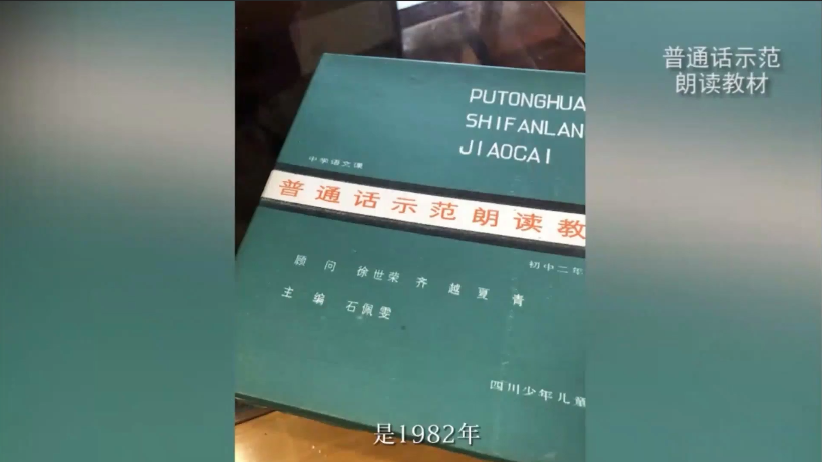 普通话示范
朗读教材
PUTONGHUA
SHIFANLAN
JIAOCAI
中学语文课
普通话示范朗读教
初中二年
顾 问 徐世荣 齐 越 夏 青
主 编 石佩雯
四川少年儿童
是1982年